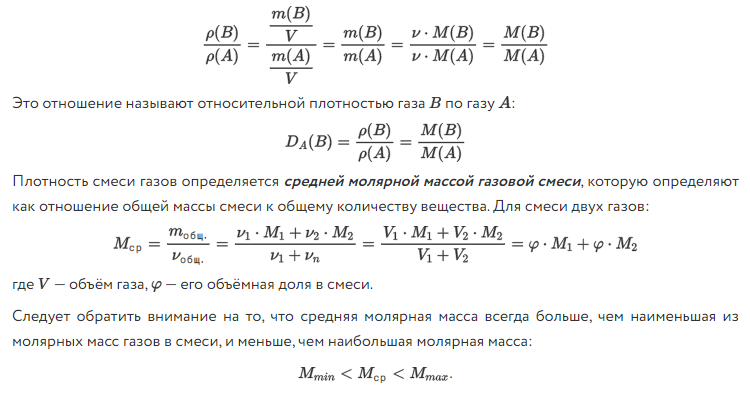 $$\frac{\rho(B)}{\rho(A)} = \frac{\frac{m(B)}{V}}{\frac{m(A)}{V}} = \frac{m(B)}{m(A)} = \frac{\nu \cdot M(B)}{\nu \cdot M(A)} = \frac{M(B)}{M(A)}$$
Это отношение называют относительной плотностью газа $B$ по газу $A$:
$$D_A(B) = \frac{\rho(B)}{\rho(A)} = \frac{M(B)}{M(A)}$$
Плотность смеси газов определяется средней молярной массой газовой смеси, которую определяют
как отношение общей массы смеси к общему количеству вещества. Для смеси двух газов:
$$M_{ср} = \frac{m_{общ.}}{\nu_{общ.}} = \frac{\nu_1 \cdot M_1 + \nu_2 \cdot M_2}{\nu_1 + \nu_n} = \frac{V_1 \cdot M_1 + V_2 \cdot M_2}{V_1 + V_2} = \varphi \cdot M_1 + \varphi \cdot M_2$$
где $V$ — объём газа, $\varphi$ — его объёмная доля в смеси.
Следует обратить внимание на то, что средняя молярная масса всегда больше, чем наименьшая из
молярных масс газов в смеси, и меньше, чем наибольшая молярная масса:
$$M_{min} < M_{ср} < M_{max}.$$